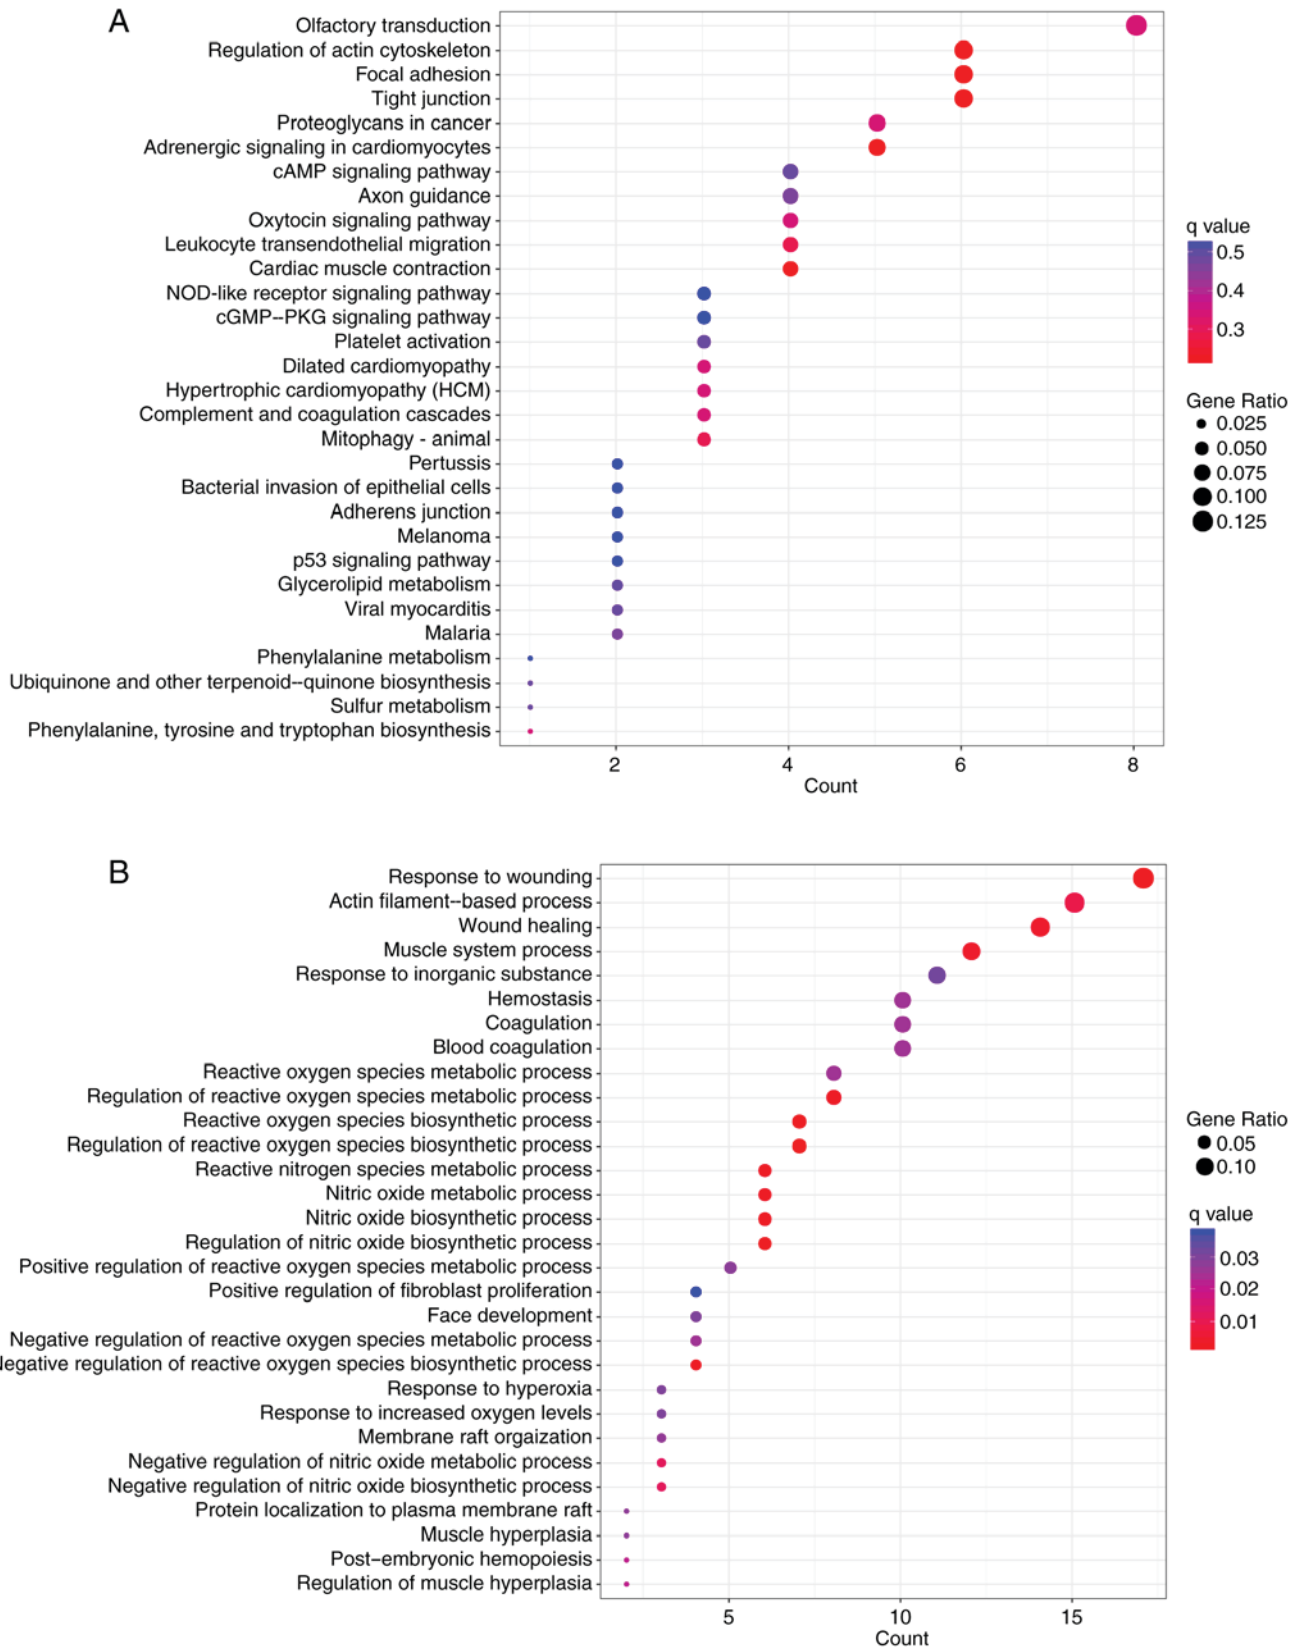 A
Olfactory transduction
Regulation of actin cytoskeleton
Focal adhesion
Tight junction
Proteoglycans in cancer
Adrenergic signaling in cardiomyocytes
cAMP signaling pathway
Axon guidance
Oxytocin signaling pathway
Leukocyte transendothelial migration
Cardiac muscle contraction
NOD-like receptor signaling pathway
cGMP--PKG signaling pathway
Platelet activation
Dilated cardiomyopathy
Hypertrophic cardiomyopathy (HCM)
Complement and coagulation cascades
Mitophagy - animal
Pertussis
Bacterial invasion of epithelial cells
Adherens junction
Melanoma
p53 signaling pathway
Glycerolipid metabolism
Viral myocarditis
Malaria
Phenylalanine metabolism
Ubiquinone and other terpenoid--quinone biosynthesis
Sulfur metabolism
Phenylalanine, tyrosine and tryptophan biosynthesis
2 4 6 8
Count
q value
0.5
0.4
0.3
Gene Ratio
0.025
0.050
0.075
0.100
0.125
B
Response to wounding
Actin filament--based process
Wound healing
Muscle system process
Response to inorganic substance
Hemostasis
Coagulation
Blood coagulation
Reactive oxygen species metabolic process
Regulation of reactive oxygen species metabolic process
Reactive oxygen species biosynthetic process
Regulation of reactive oxygen species biosynthetic process
Reactive nitrogen species metabolic process
Nitric oxide metabolic process
Nitric oxide biosynthetic process
Regulation of nitric oxide biosynthetic process
Positive regulation of reactive oxygen species metabolic process
Positive regulation of fibroblast proliferation
Face development
Negative regulation of reactive oxygen species metabolic process
Negative regulation of reactive oxygen species biosynthetic process
Response to hyperoxia
Response to increased oxygen levels
Membrane raft orgaization
Negative regulation of nitric oxide metabolic process
Negative regulation of nitric oxide biosynthetic process
Protein localization to plasma membrane raft
Muscle hyperplasia
Post–embryonic hemopoiesis
Regulation of muscle hyperplasia
5 10 15
Count
Gene Ratio
0.05
0.10
q value
0.03
0.02
0.01